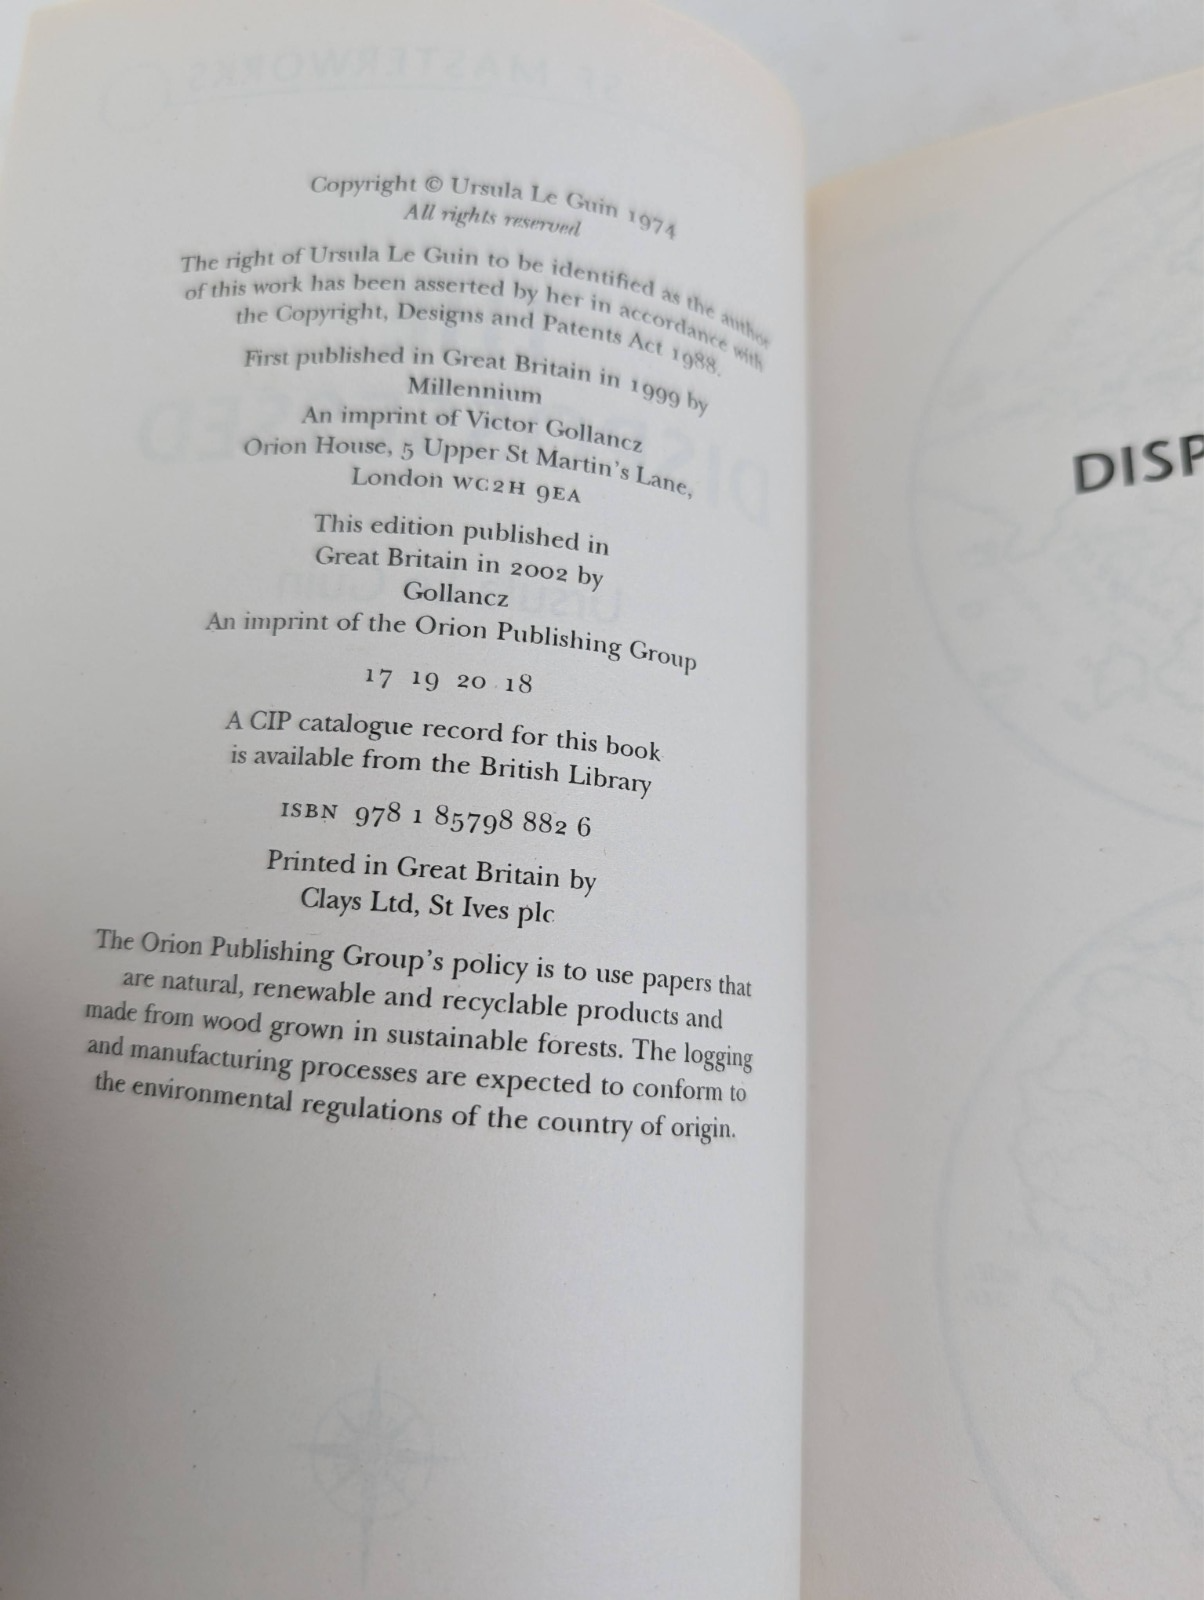 Copyright © Ursula Le Guin 1974
All rights reserved
The right of Ursula Le Guin to be identified as the author
of this work has been asserted by her in accordance with
the Copyright, Designs and Patents Act 1988.
First published in Great Britain in 1999 by
Millennium
An imprint of Victor Gollancz
Orion House, 5 Upper St Martin's Lane,
London WC2H 9EA
This edition published in
Great Britain in 2002 by
Gollancz
An imprint of the Orion Publishing Group
17 19 20 18
A CIP catalogue record for this book
is available from the British Library
ISBN 978 1 85798 882 6
Printed in Great Britain by
Clays Ltd, St Ives plc
The Orion Publishing Group's policy is to use papers that
are natural, renewable and recyclable products and
made from wood grown in sustainable forests. The logging
and manufacturing processes are expected to conform to
the environmental regulations of the country of origin.
DISP